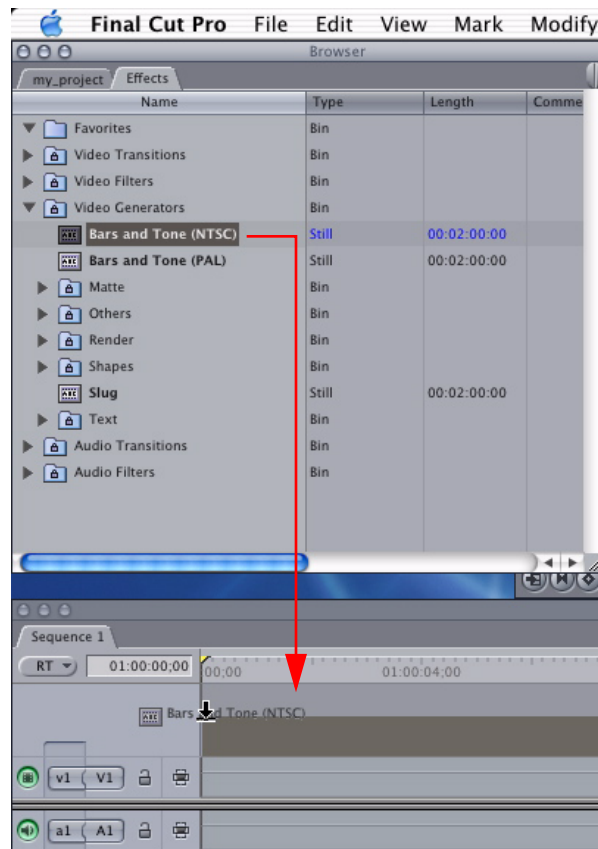 Final Cut Pro File Edit View Mark Modify
Browser
my_project Effects
Name Type Length Comme
Favorites Bin
Video Transitions Bin
Video Filters Bin
Video Generators Bin
Bars and Tone (NTSC) Still 00:02:00:00
Bars and Tone (PAL) Still 00:02:00:00
Matte Bin
Others Bin
Render Bin
Shapes Bin
Slug Still 00:02:00:00
Text Bin
Audio Transitions Bin
Audio Filters Bin
Sequence 1
RT 01:00:00;00 00;00 01:00:04;00
Bars and Tone (NTSC)
v1 V1
a1 A1